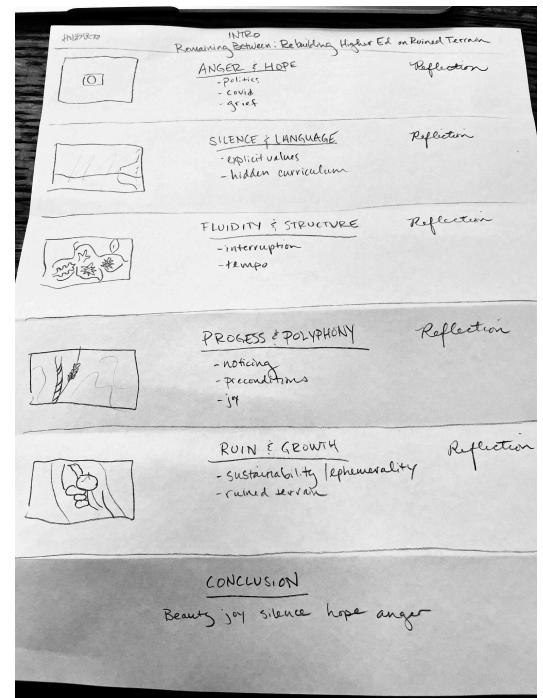 INTRO
Remaining Between: Rebuilding Higher Ed on Ruined Terrain
ANGER & HOPE
Reflection
- politics
- covid
- grief
SILENCE & LANGUAGE
Reflection
- explicit values
- hidden curriculum
FLUIDITY & STRUCTURE
Reflection
- interruption
- tempo
PROGESS & POLYPHONY
Reflection
- noticing
- preconditions
- joy
RUIN & GROWTH
Reflection
- sustainability/ephemerality
- ruined terrain
CONCLUSION
Beauty joy silence hope anger